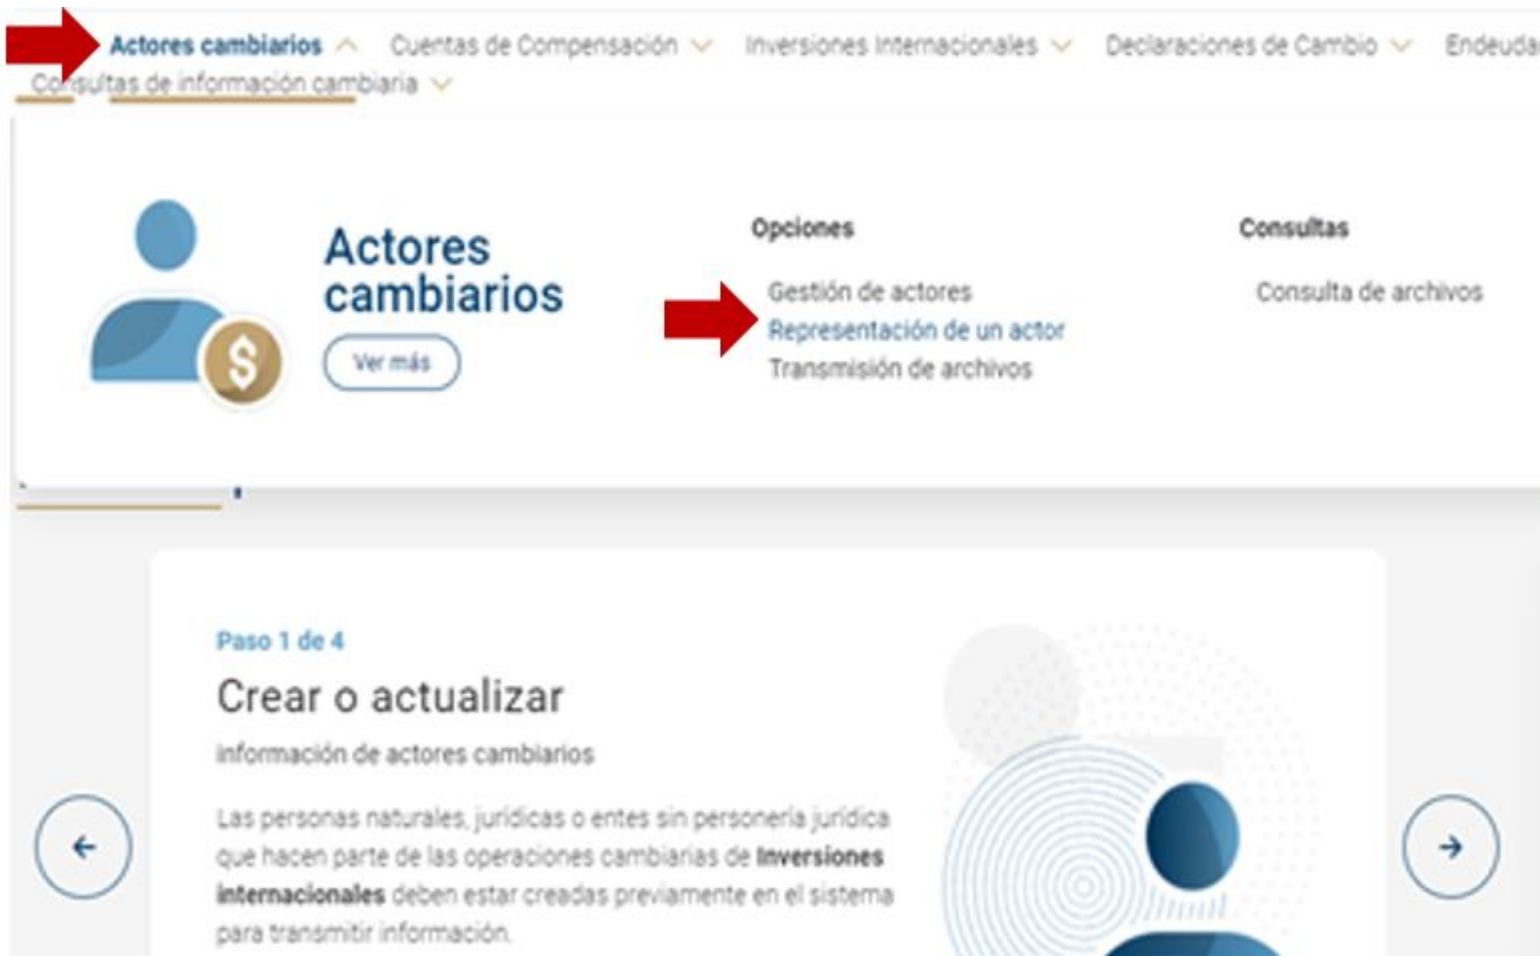 Actores cambiarios Cuentas de Compensación Inversiones Internacionales Declaraciones de Cambio
Consultas de información cambiaria
Actores
cambiarios
Ver más
Opciones
Gestión de actores
Representación de un actor
Transmisión de archivos
Consultas
Consulta de archivos
Paso 1 de 4
Crear o actualizar
Información de actores cambiarios
Las personas naturales, jurídicas o entes sin personería jurídica
que hacen parte de las operaciones cambiarias de Inversiones
internacionales deben estar creadas previamente en el sistema
para transmitir información.